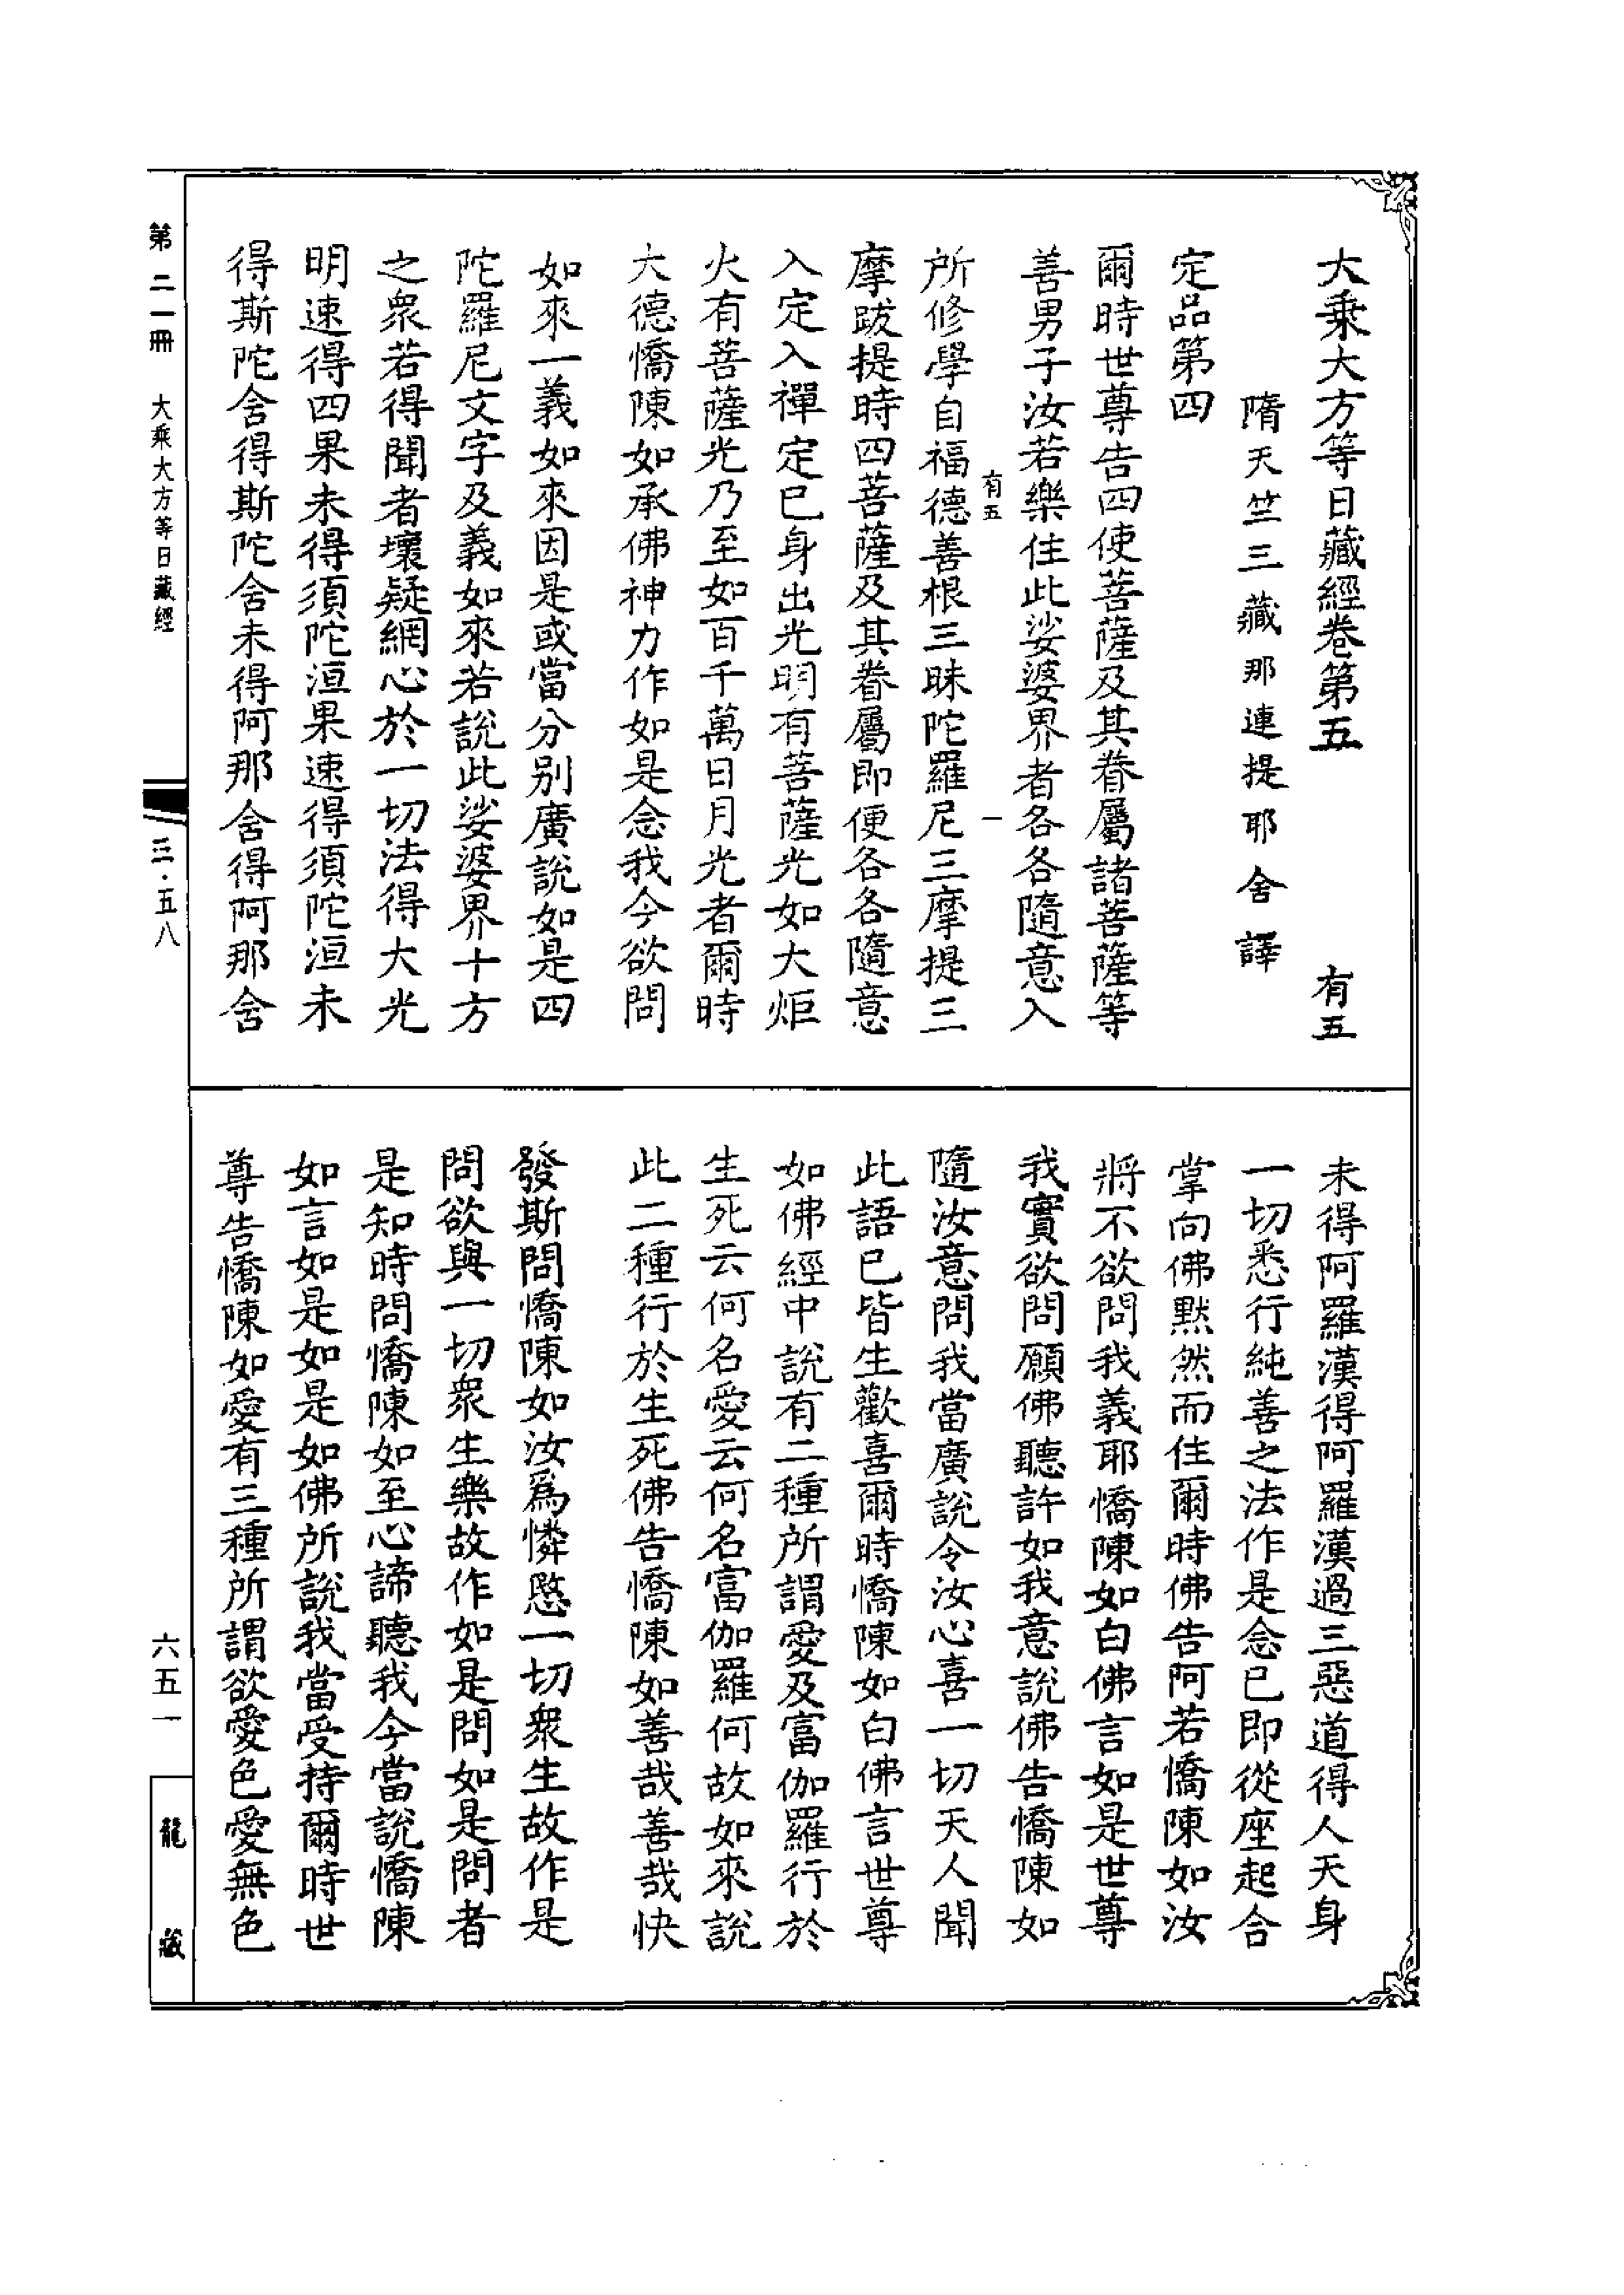 大乘大方等日藏經卷第五 有五
隋天竺三藏那連提耶舍譯
定品第四
爾時世尊告四使菩薩及其眷屬諸菩薩等
善男子汝若樂住此娑婆界者各各隨意入
有五 一
所修學自福德善根三昧陀羅尼三摩提三
摩跋提時四菩薩及其眷屬即便各各隨意
入定入禪定已身出光明有菩薩光如大炬
火有菩薩光乃至如百千萬日月光者爾時
大德憍陳如承佛神力作如是念我今欲問
如來一義如來因是或當分別廣說如是四
陀羅尼文字及義如來若說此娑婆界十方
之衆若得聞者壞疑網心於一切法得大光
明速得四果未得須陀洹果速得須陀洹未
得斯陀含得斯陀含未得阿那含得阿那含
未得阿羅漢得阿羅漢過三惡道得人天身
一切悉行純善之法作是念已即從座起合
掌向佛默然而住爾時佛告阿若憍陳如汝
將不欲問我義耶憍陳如白佛言如是世尊
我實欲問願佛聽許如我意說佛告憍陳如
隨汝意問我當廣說令汝心喜一切天人聞
此語已皆生歡喜爾時憍陳如白佛言世尊
如佛經中說有二種所謂愛及富伽羅行於
生死云何名愛云何名富伽羅何故如來說
此二種行於生死佛告憍陳如善哉善哉快
發斯問憍陳如汝爲憐愍一切衆生故作是
問欲與一切衆生樂故作如是問如是問者
是知時問憍陳如至心諦聽我今當說憍陳
如言如是如是如佛所說我當受持爾時世
尊告憍陳如愛有三種所謂欲愛色愛無色
第二一冊 大乘大方等日藏經 三·五八 六五一 龍藏